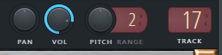 2 17
PAN VOL PITCH RANGE TRACK